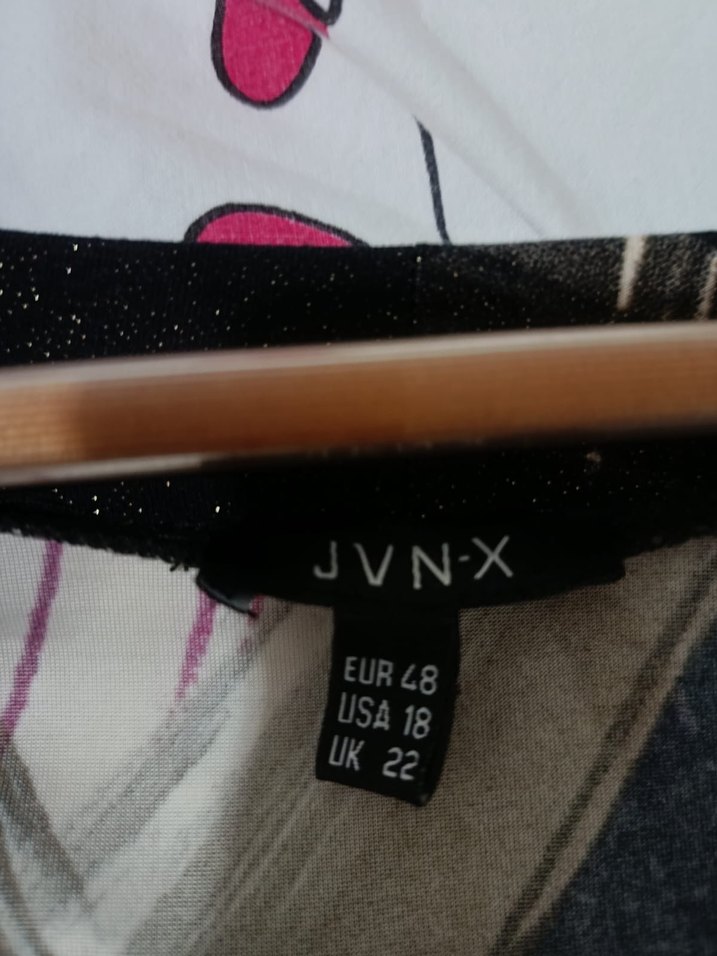 JVN-X
EUR 48
USA 18
UK 22